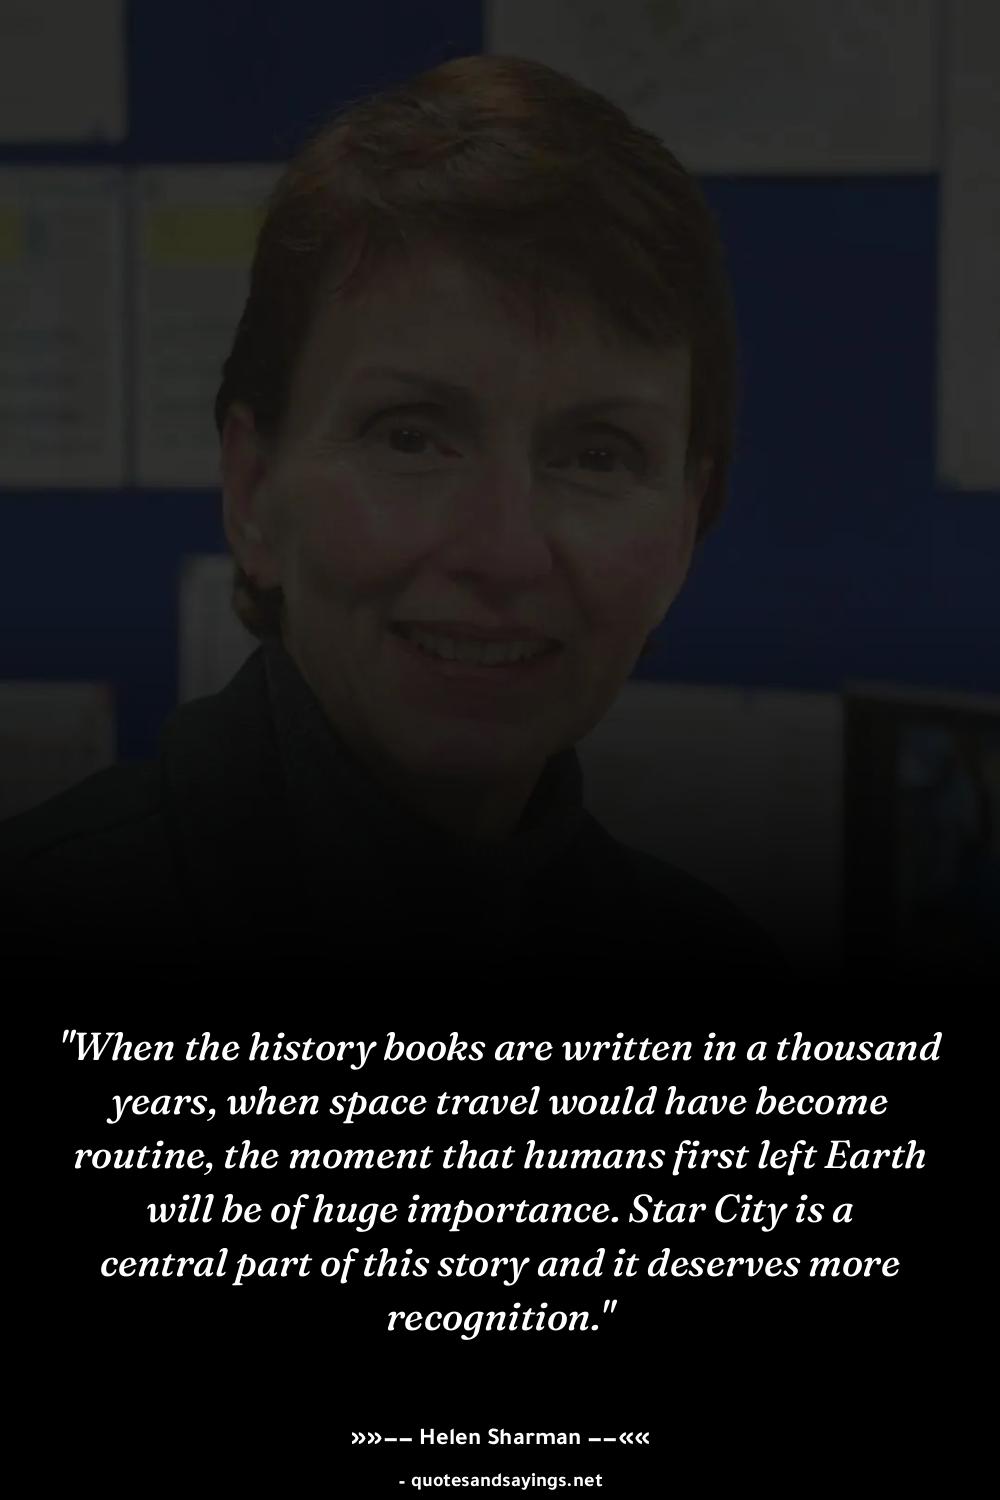 "When the history books are written in a thousand
years, when space travel would have become
routine, the moment that humans first left Earth
will be of huge importance. Star City is a
central part of this story and it deserves more
recognition."
»»−− Helen Sharman −−««
- quotesandsayings.net